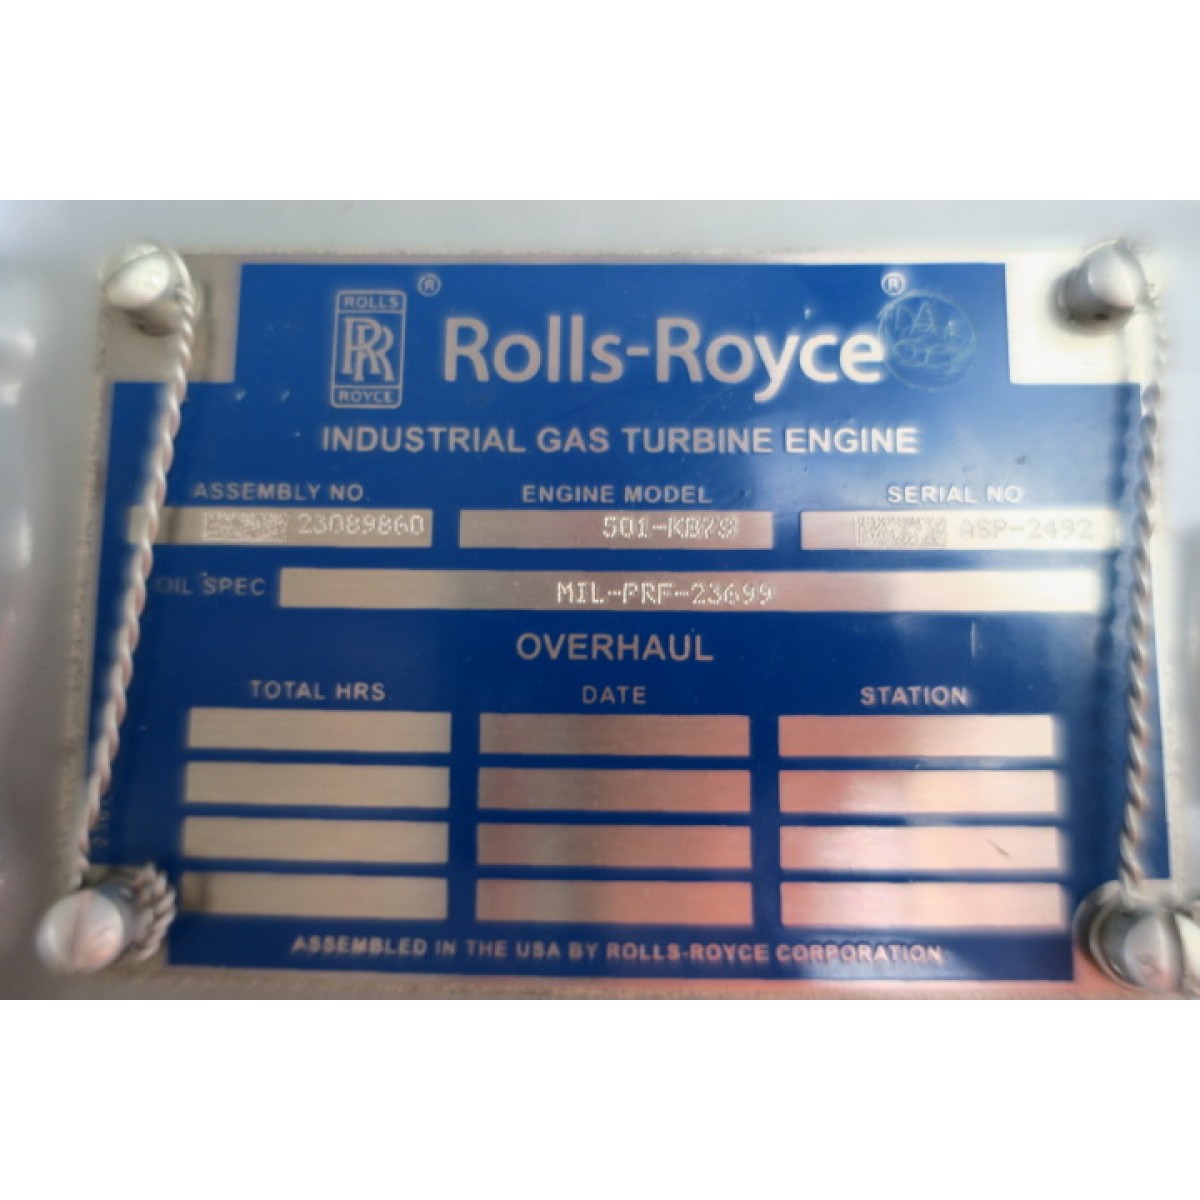 ROLLS
RR
ROYCE
® Rolls-Royce ®
INDUSTRIAL GAS TURBINE ENGINE
ASSEMBLY NO. ENGINE MODEL SERIAL NO.
23089860 501-KB7S ASP-2492
OIL SPEC MIL-PRF-23699
OVERHAUL
TOTAL HRS. DATE STATION
ASSEMBLED IN THE USA BY ROLLS-ROYCE CORPORATION